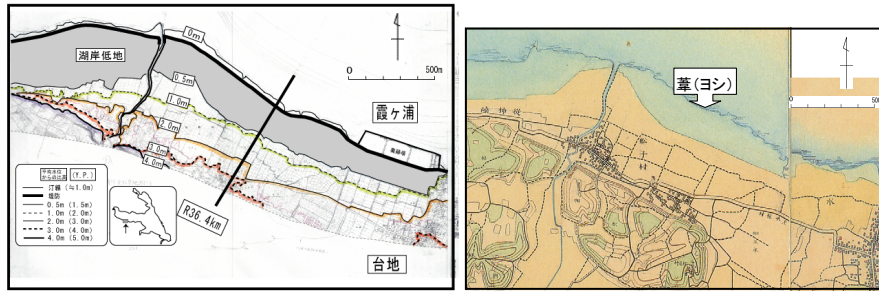 湖岸低地
0m
0.5m
1.0m
2.0m
3.0m
4.0m
0
500m
霞ヶ浦
R36.4km
台地
平均水位
からの比高
(Y.P.)
汀線(≒1.0m)
堤防
0.5m(1.5m)
1.0m(2.0m)
2.0m(3.0m)
3.0m(4.0m)
4.0m(5.0m)
葦(ヨシ)
0